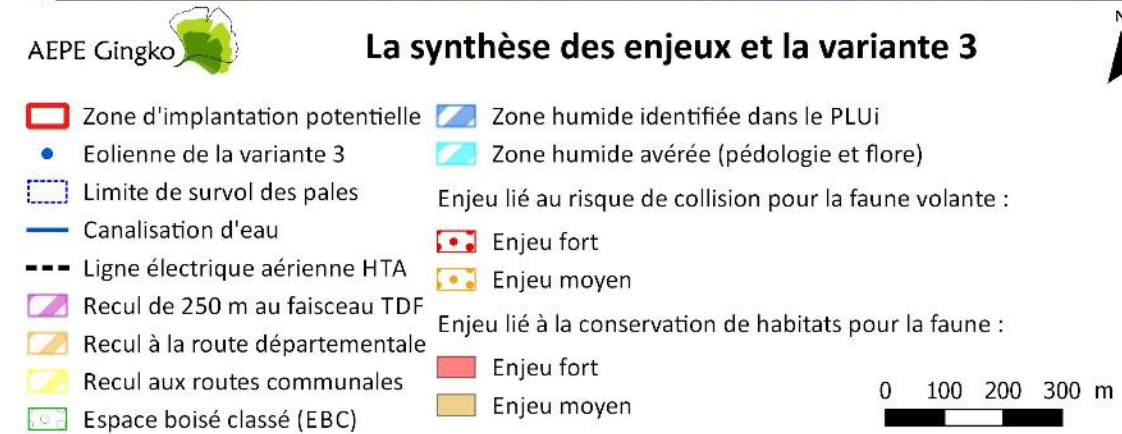 N
AEPE Gingko
La synthèse des enjeux et la variante 3
Zone d'implantation potentielle
Eolienne de la variante 3
Limite de survol des pales
Canalisation d'eau
Ligne électrique aérienne HTA
Recul de 250 m au faisceau TDF
Recul à la route départementale
Recul aux routes communales
Espace boisé classé (EBC)
Zone humide identifiée dans le PLUi
Zone humide avérée (pédologie et flore)
Enjeu lié au risque de collision pour la faune volante :
Enjeu fort
Enjeu moyen
Enjeu lié à la conservation de habitats pour la faune :
Enjeu fort
Enjeu moyen
0 100 200 300 m